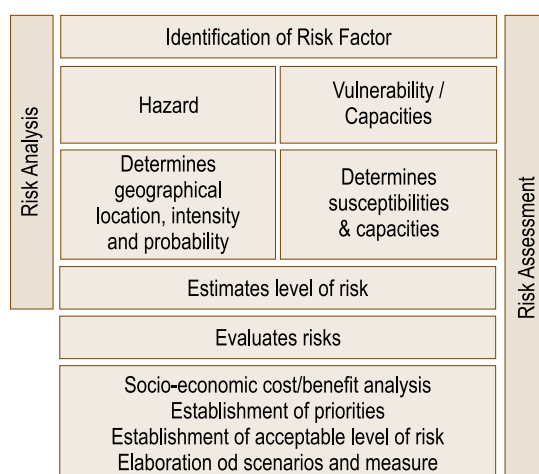 Identification of Risk Factor
Risk Analysis
Hazard
Vulnerability /
Capacities
Determines
geographical
location, intensity
and probability
Determines
susceptibilities
& capacities
Risk Assessment
Estimates level of risk
Evaluates risks
Socio-economic cost/benefit analysis
Establishment of priorities
Establishment of acceptable level of risk
Elaboration od scenarios and measure